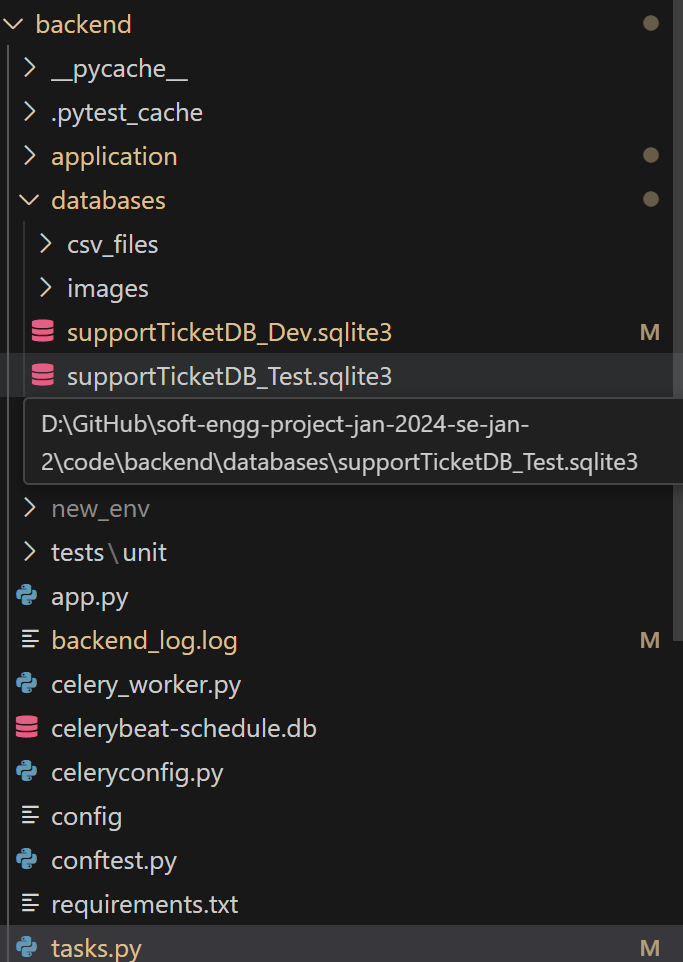 backend
__pycache__
.pytest_cache
application
databases
csv_files
images
supportTicketDB_Dev.sqlite3 M
supportTicketDB_Test.sqlite3
D:\GitHub\soft-engg-project-jan-2024-se-jan-
2\code\backend\databases\supportTicketDB_Test.sqlite3
new_env
tests\unit
app.py
backend_log.log M
celery_worker.py
celerybeat-schedule.db
celeryconfig.py
config
conftest.py
requirements.txt
tasks.py M